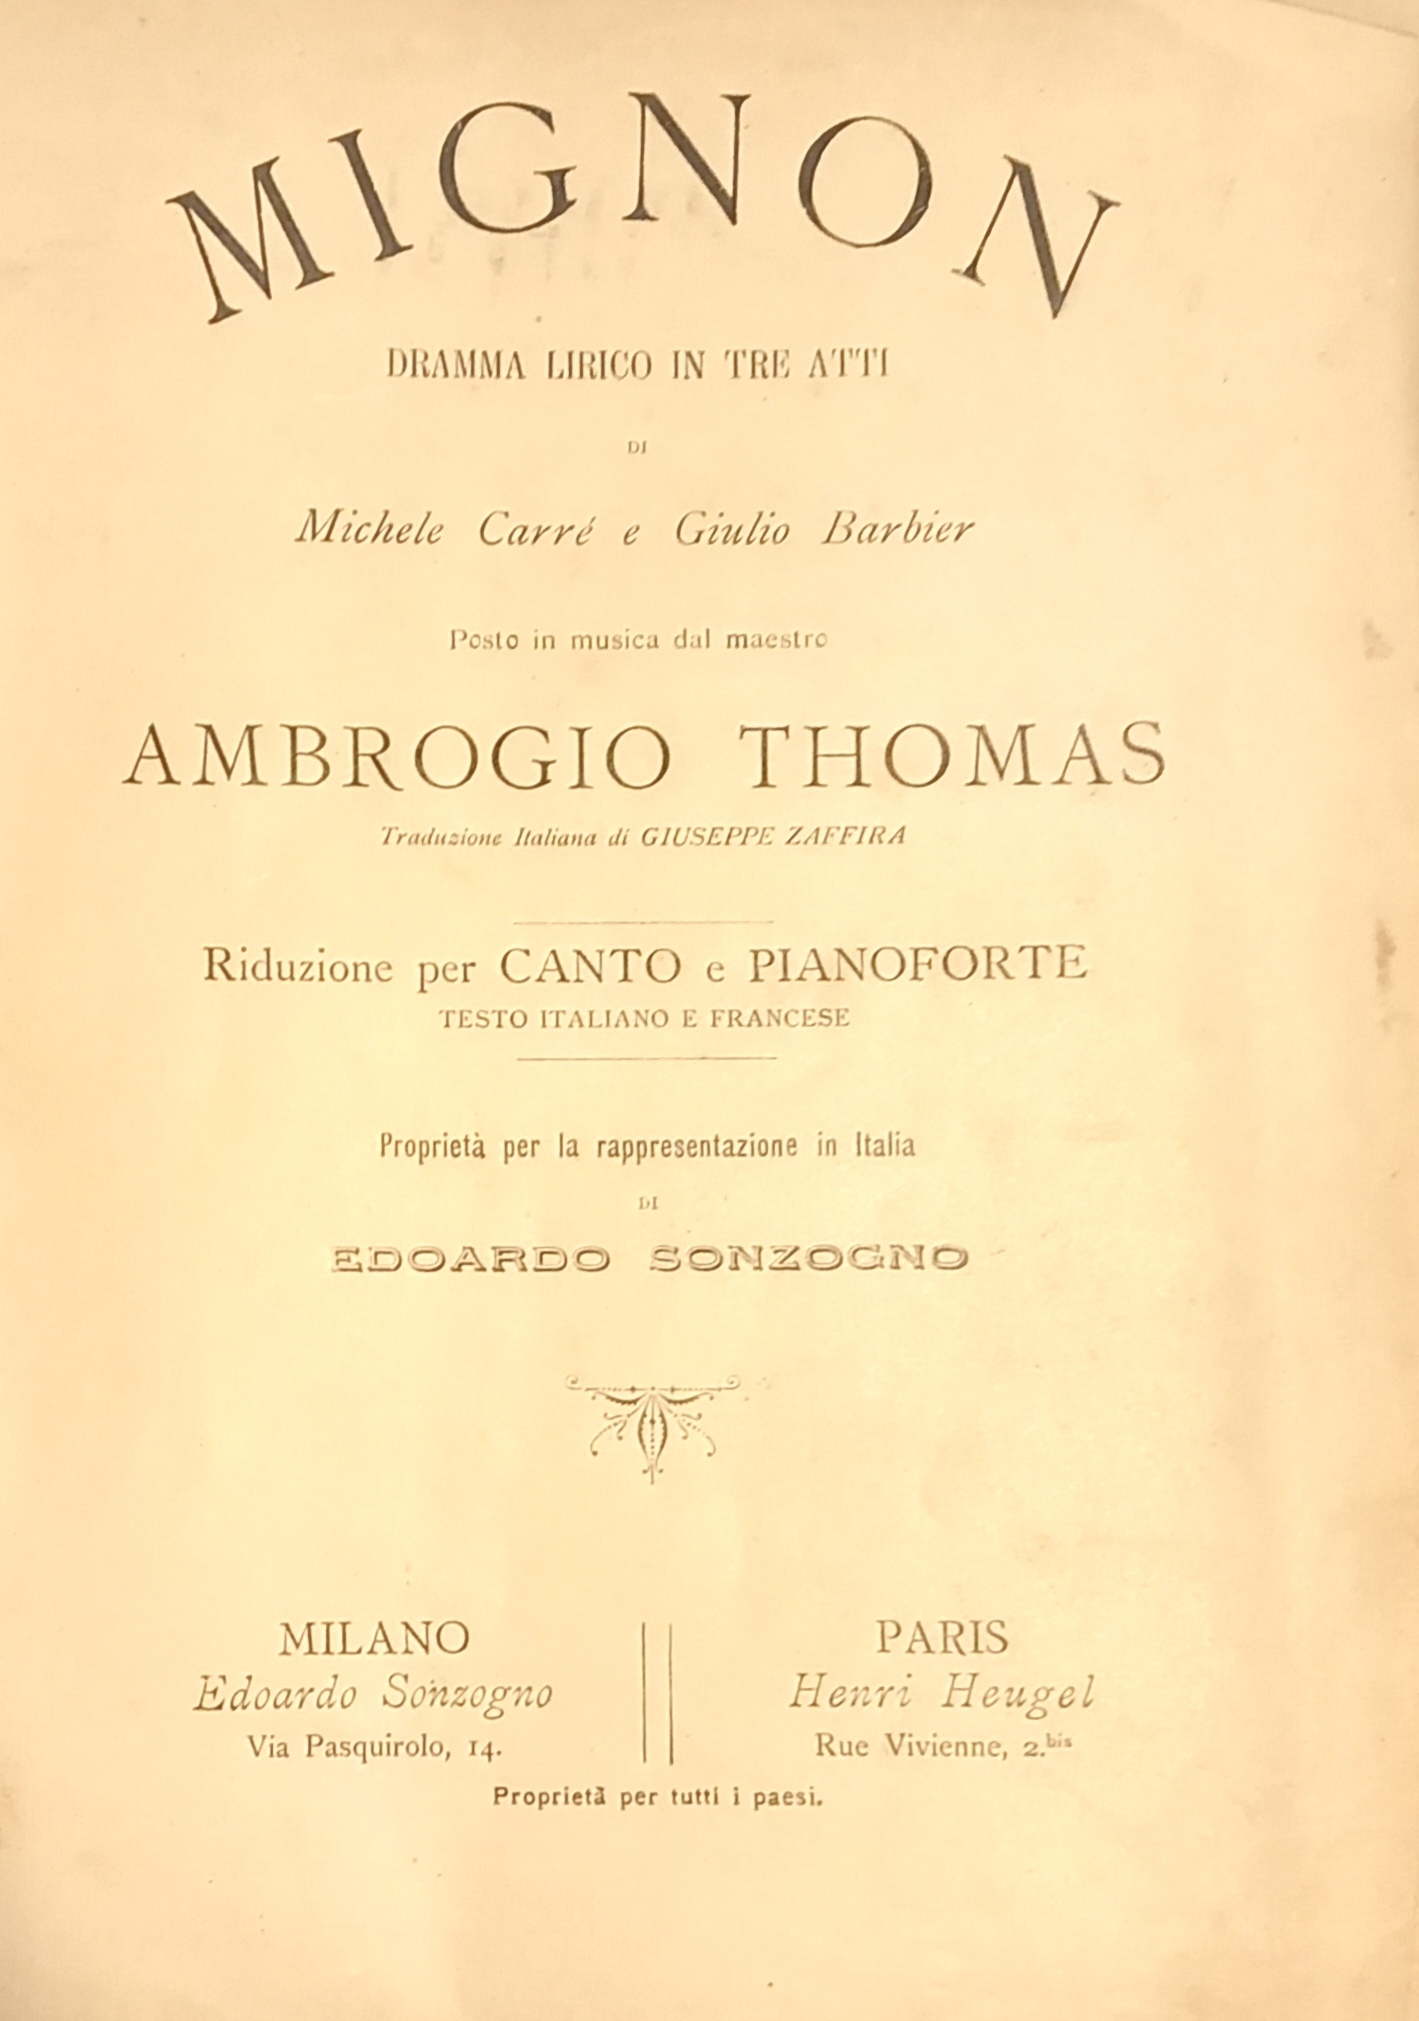 MIGNON
DRAMMA LIRICO IN TRE ATTI
DI
Michele Carré e Giulio Barbier
Posto in musica dal maestro
AMBROGIO THOMAS
Traduzione Italiana di GIUSEPPE ZAFFIRA
Riduzione per CANTO e PIANOFORTE
TESTO ITALIANO E FRANCESE
Proprietà per la rappresentazione in Italia
DI
EDOARDO SONZOGNO
MILANO
Edoardo Sonzogno
Via Pasquirolo, 14.
PARIS
Henri Heugel
Rue Vivienne, 2.bis
Proprietà per tutti i paesi.